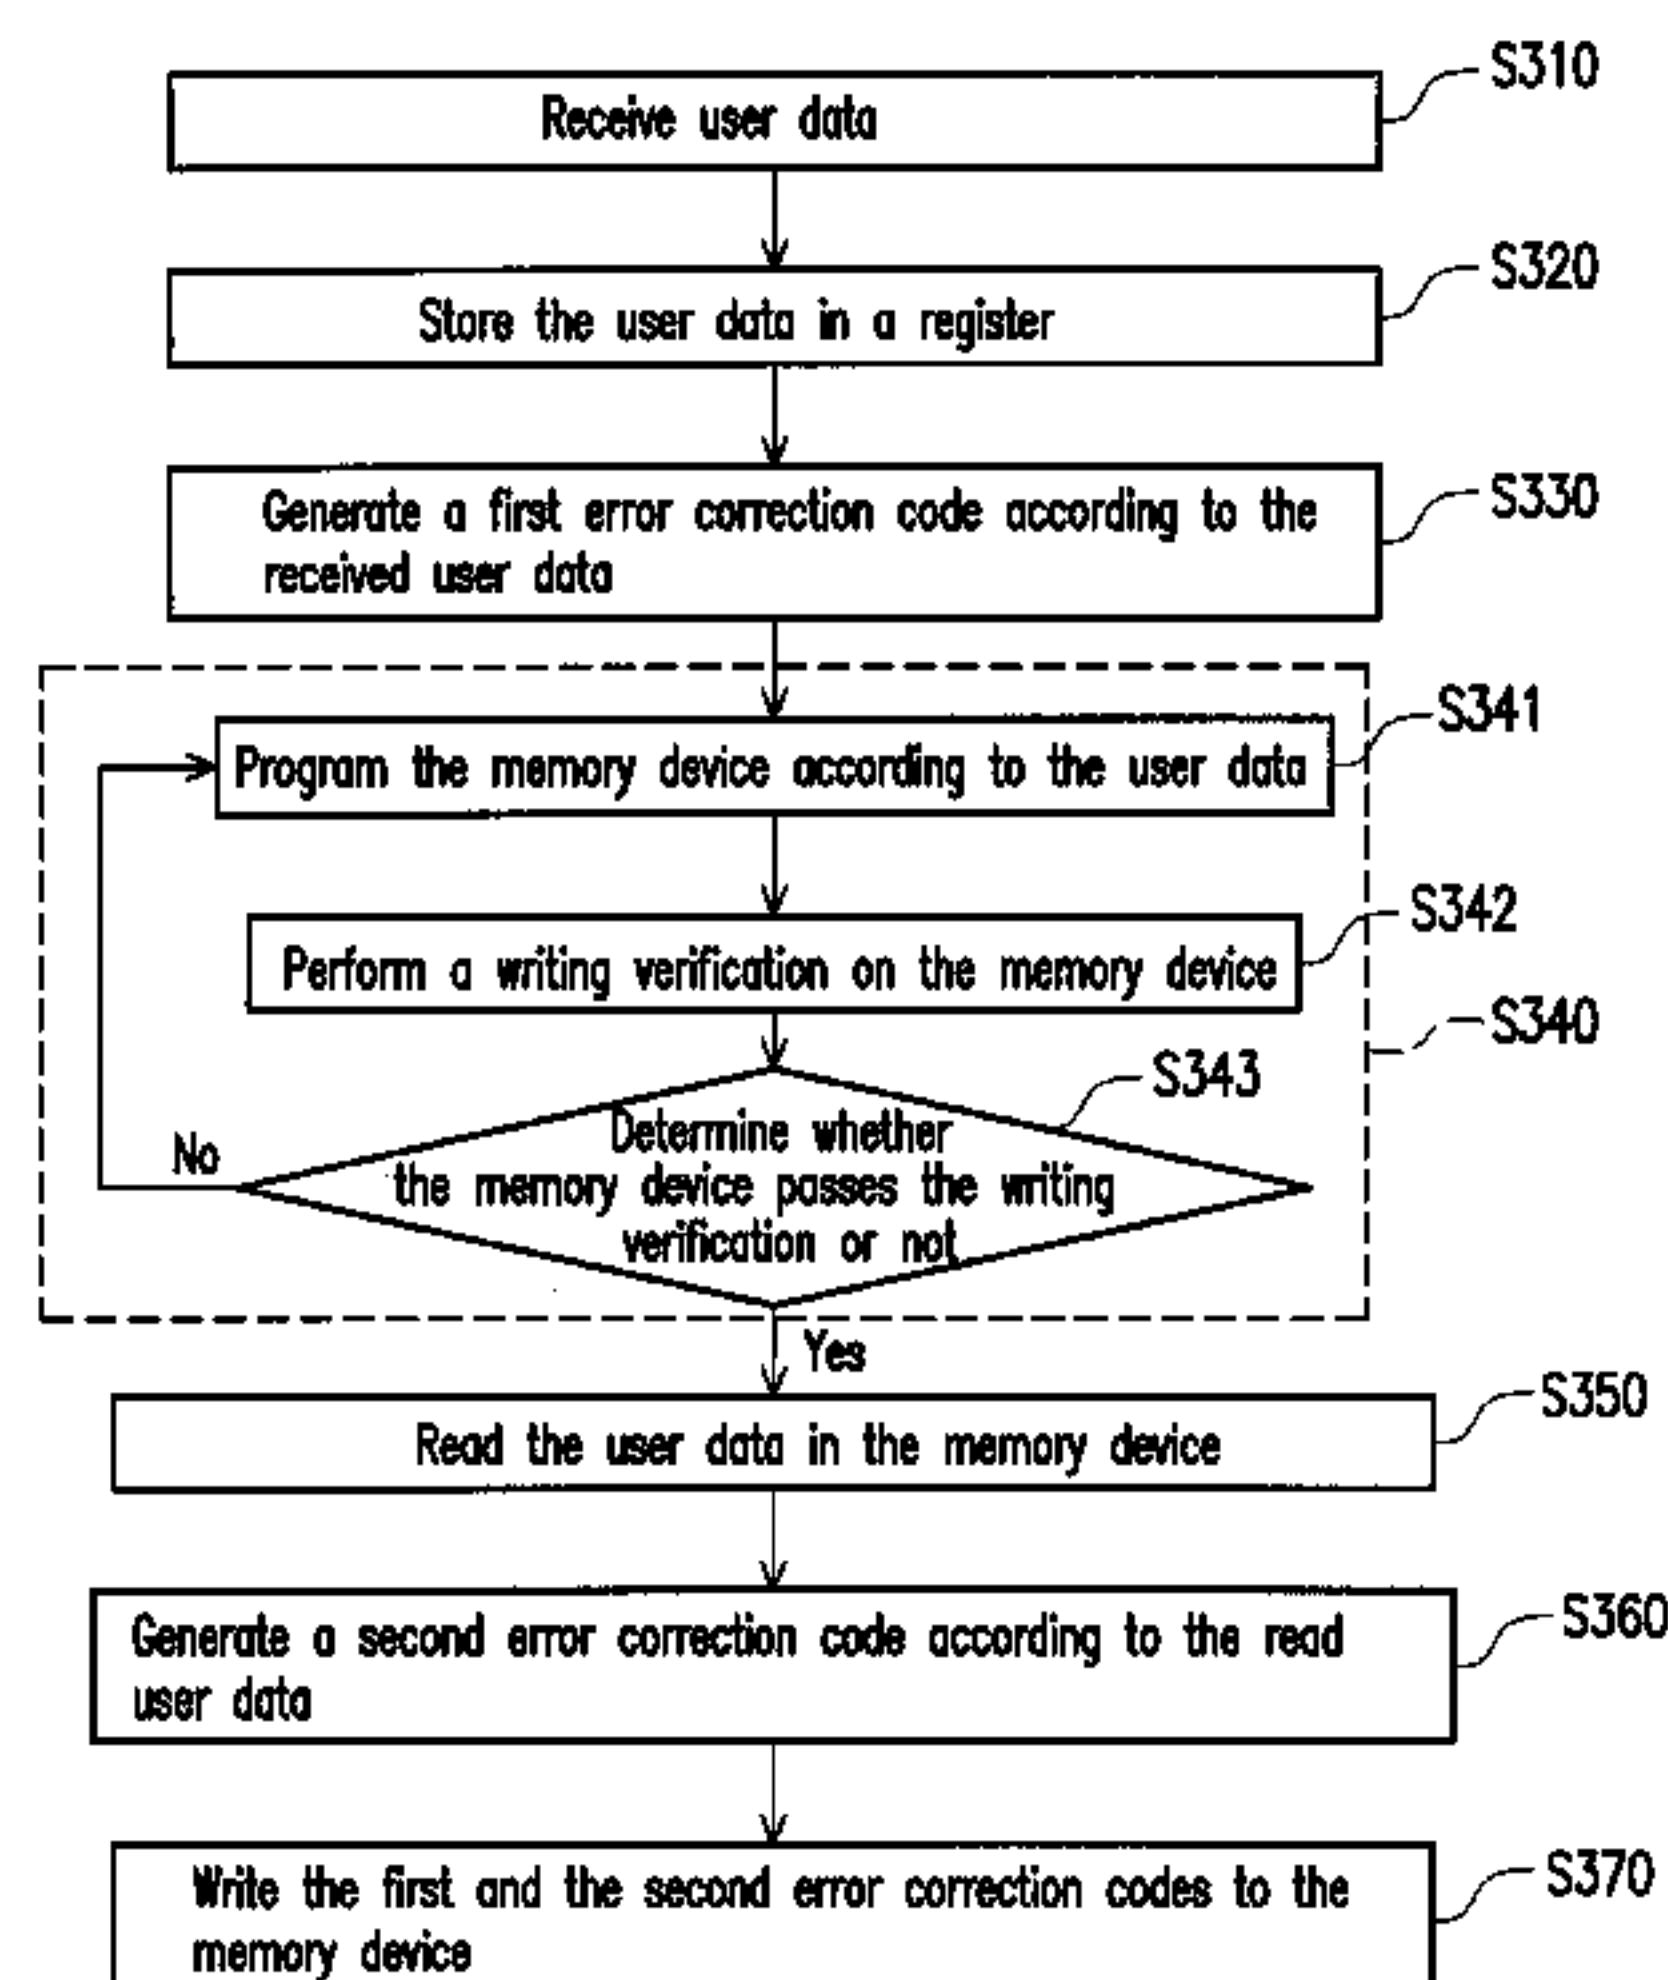 S310
Receive user data
S320
Store the user data in a register
S330
Generate a first error correction code according to the
received user data
S341
Program the memory device according to the user data
S342
Perform a writing verification on the memory device
S340
S343
Determine whether
No
the memory device passes the writing
verification or not
Yes
S350
Read the user data in the memory device
S360
Generate a second error correction code according to the read
user data
S370
Write the first and the second error correction codes to the
memory device